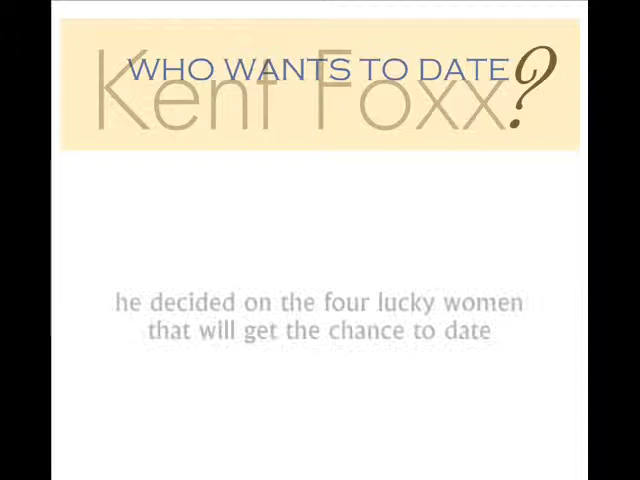 WHO WANTS TO DATE
Kent Foxx?
he decided on the four lucky women
that will get the chance to date